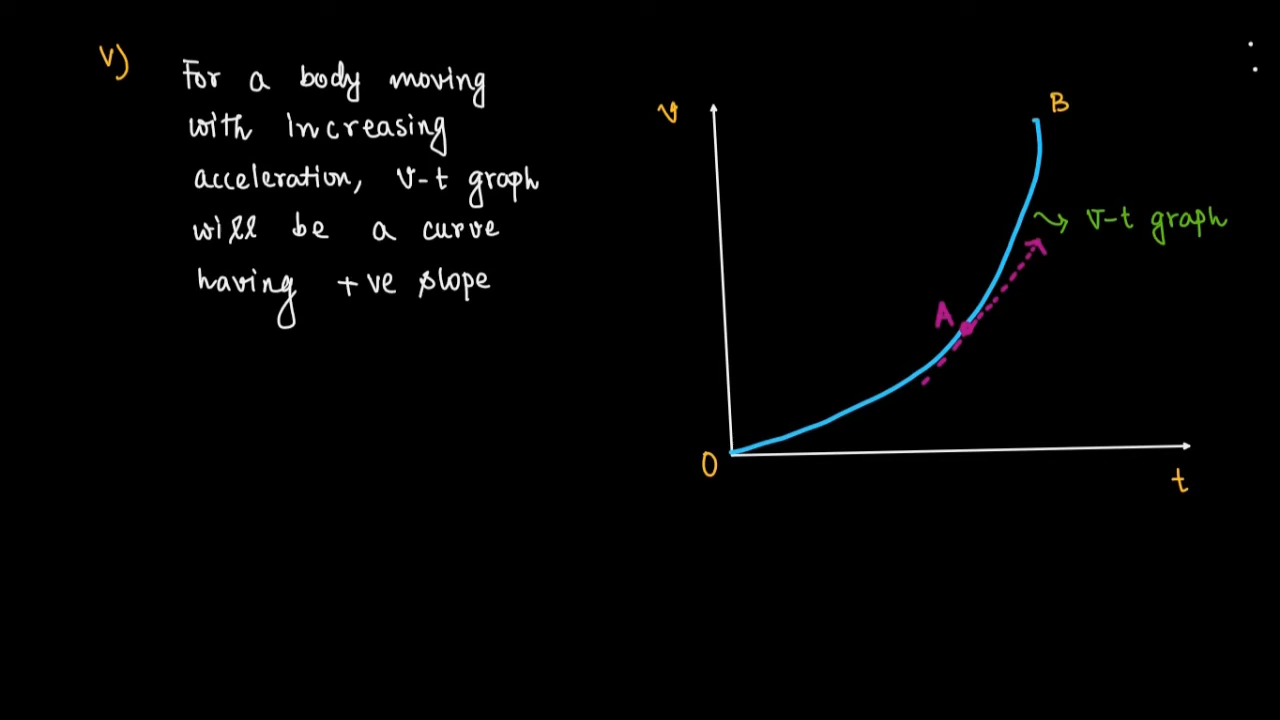 v)
For a body moving
with increasing
acceleration, v-t graph
will be a curve
having +ve slope
v
B
v-t graph
A
O
t